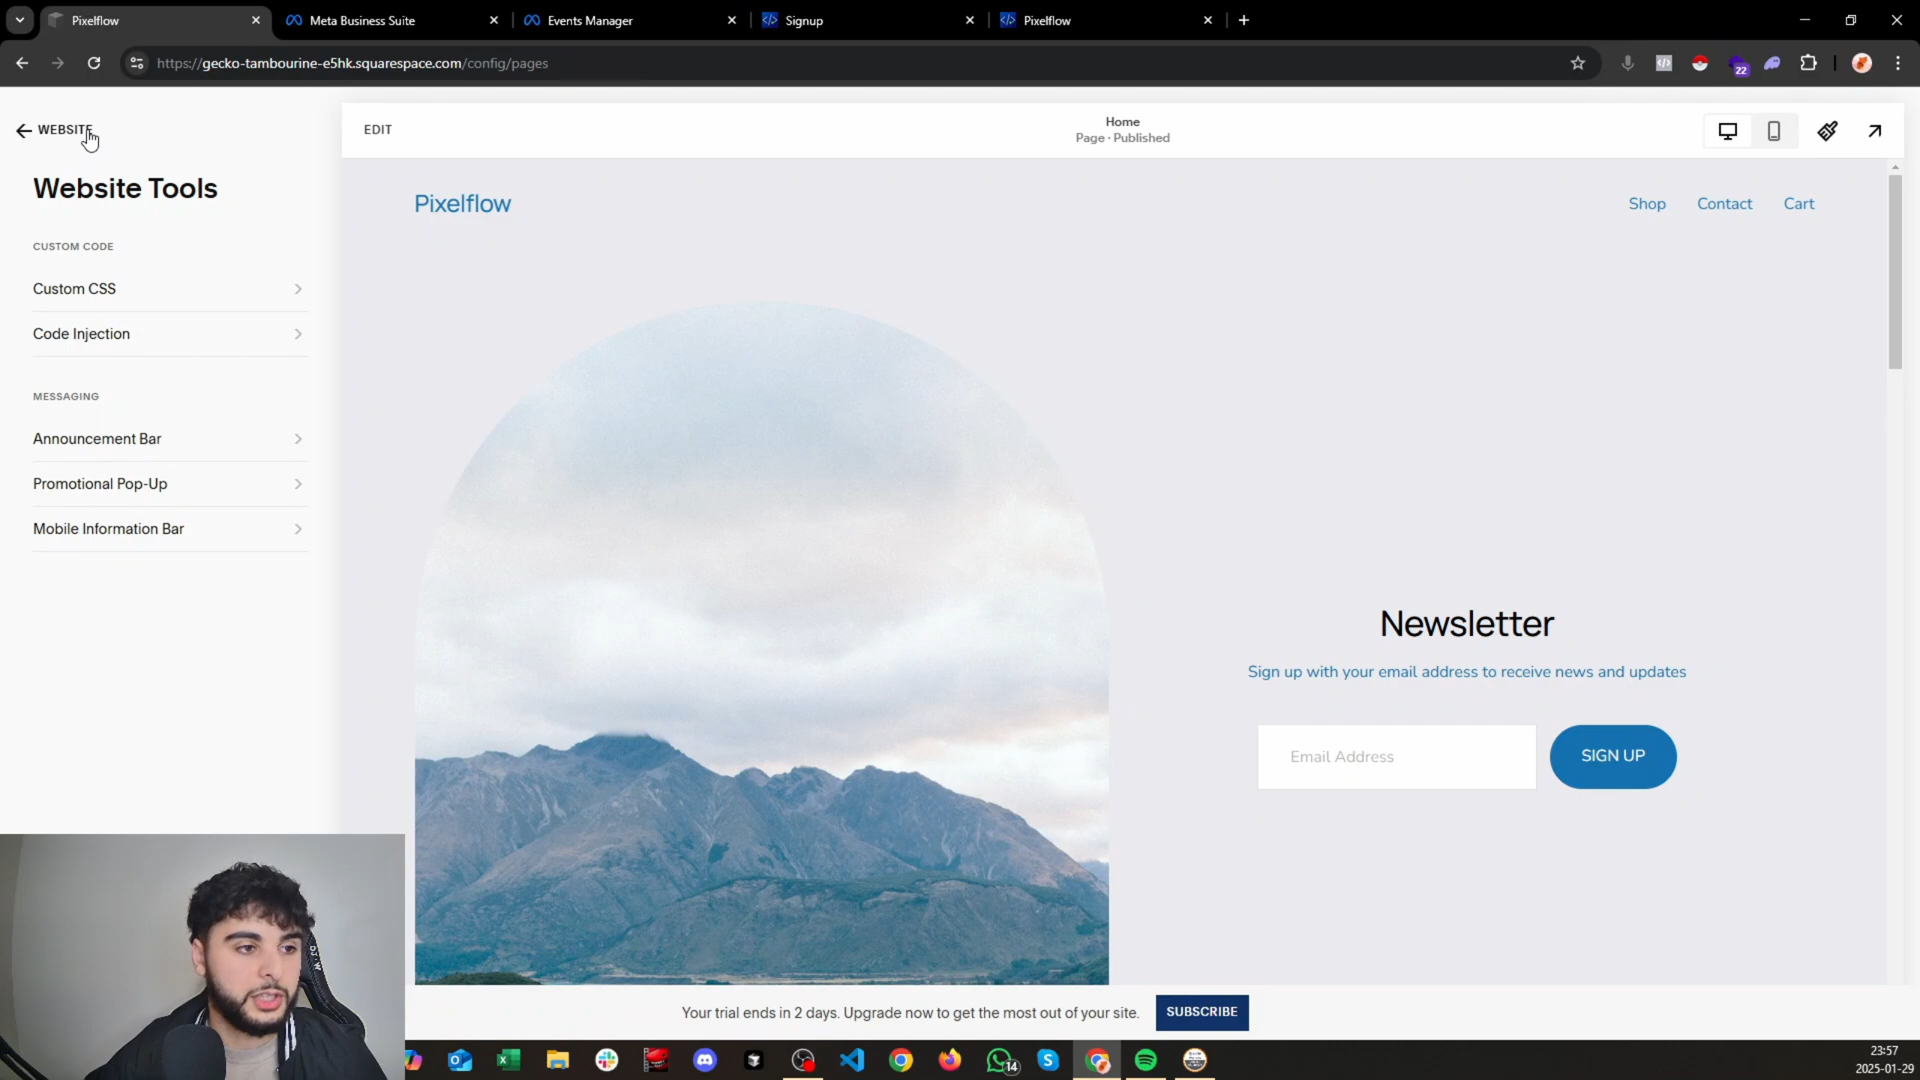 Pixelflow
Meta Business Suite
Events Manager
Signup
Pixelflow
https://gecko-tambourine-e5hk.squarespace.com/config/pages
22
WEBSITE
EDIT
Home
Page · Published
Website Tools
CUSTOM CODE
Custom CSS
Code Injection
MESSAGING
Announcement Bar
Promotional Pop-Up
Mobile Information Bar
Pixelflow
Shop
Contact
Cart
Newsletter
Sign up with your email address to receive news and updates
Email Address
SIGN UP
Your trial ends in 2 days. Upgrade now to get the most out of your site.
SUBSCRIBE
14
23:57
2025-01-29